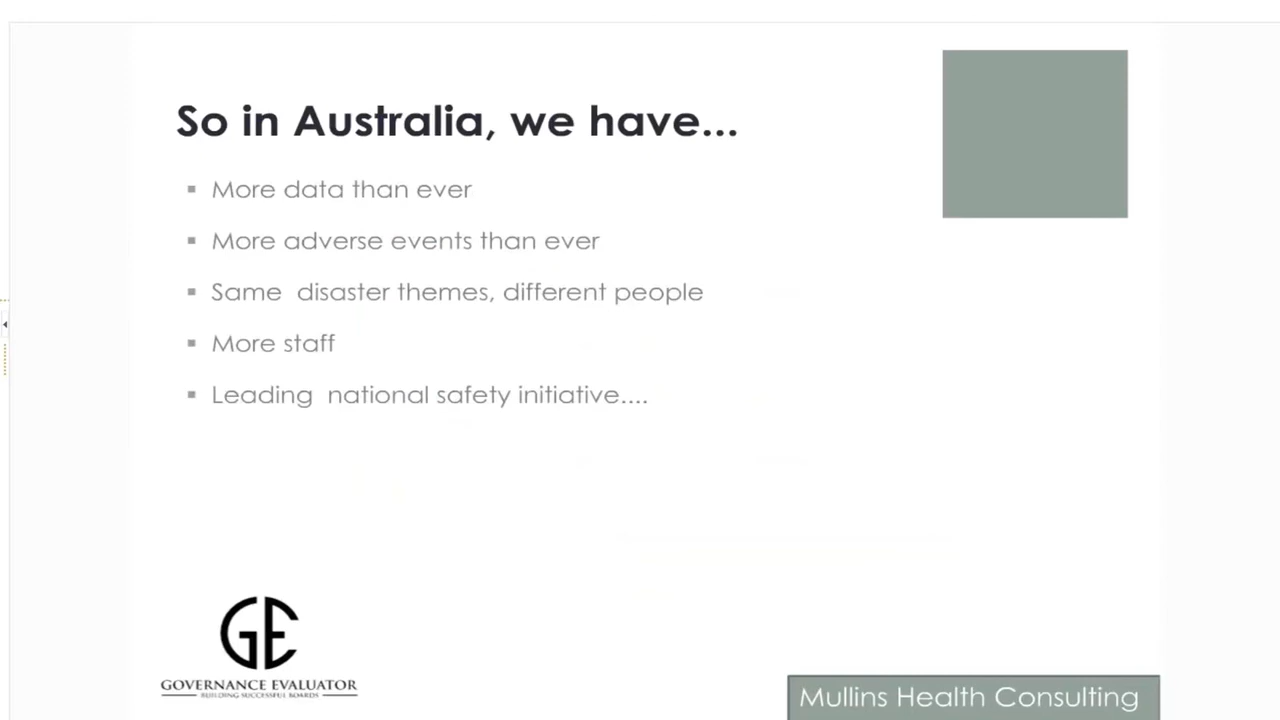 So in Australia, we have...
▪ More data than ever
▪ More adverse events than ever
▪ Same disaster themes, different people
▪ More staff
▪ Leading national safety initiative....
GE
GOVERNANCE EVALUATOR
BUILDING SUCCESSFUL BOARDS
Mullins Health Consulting